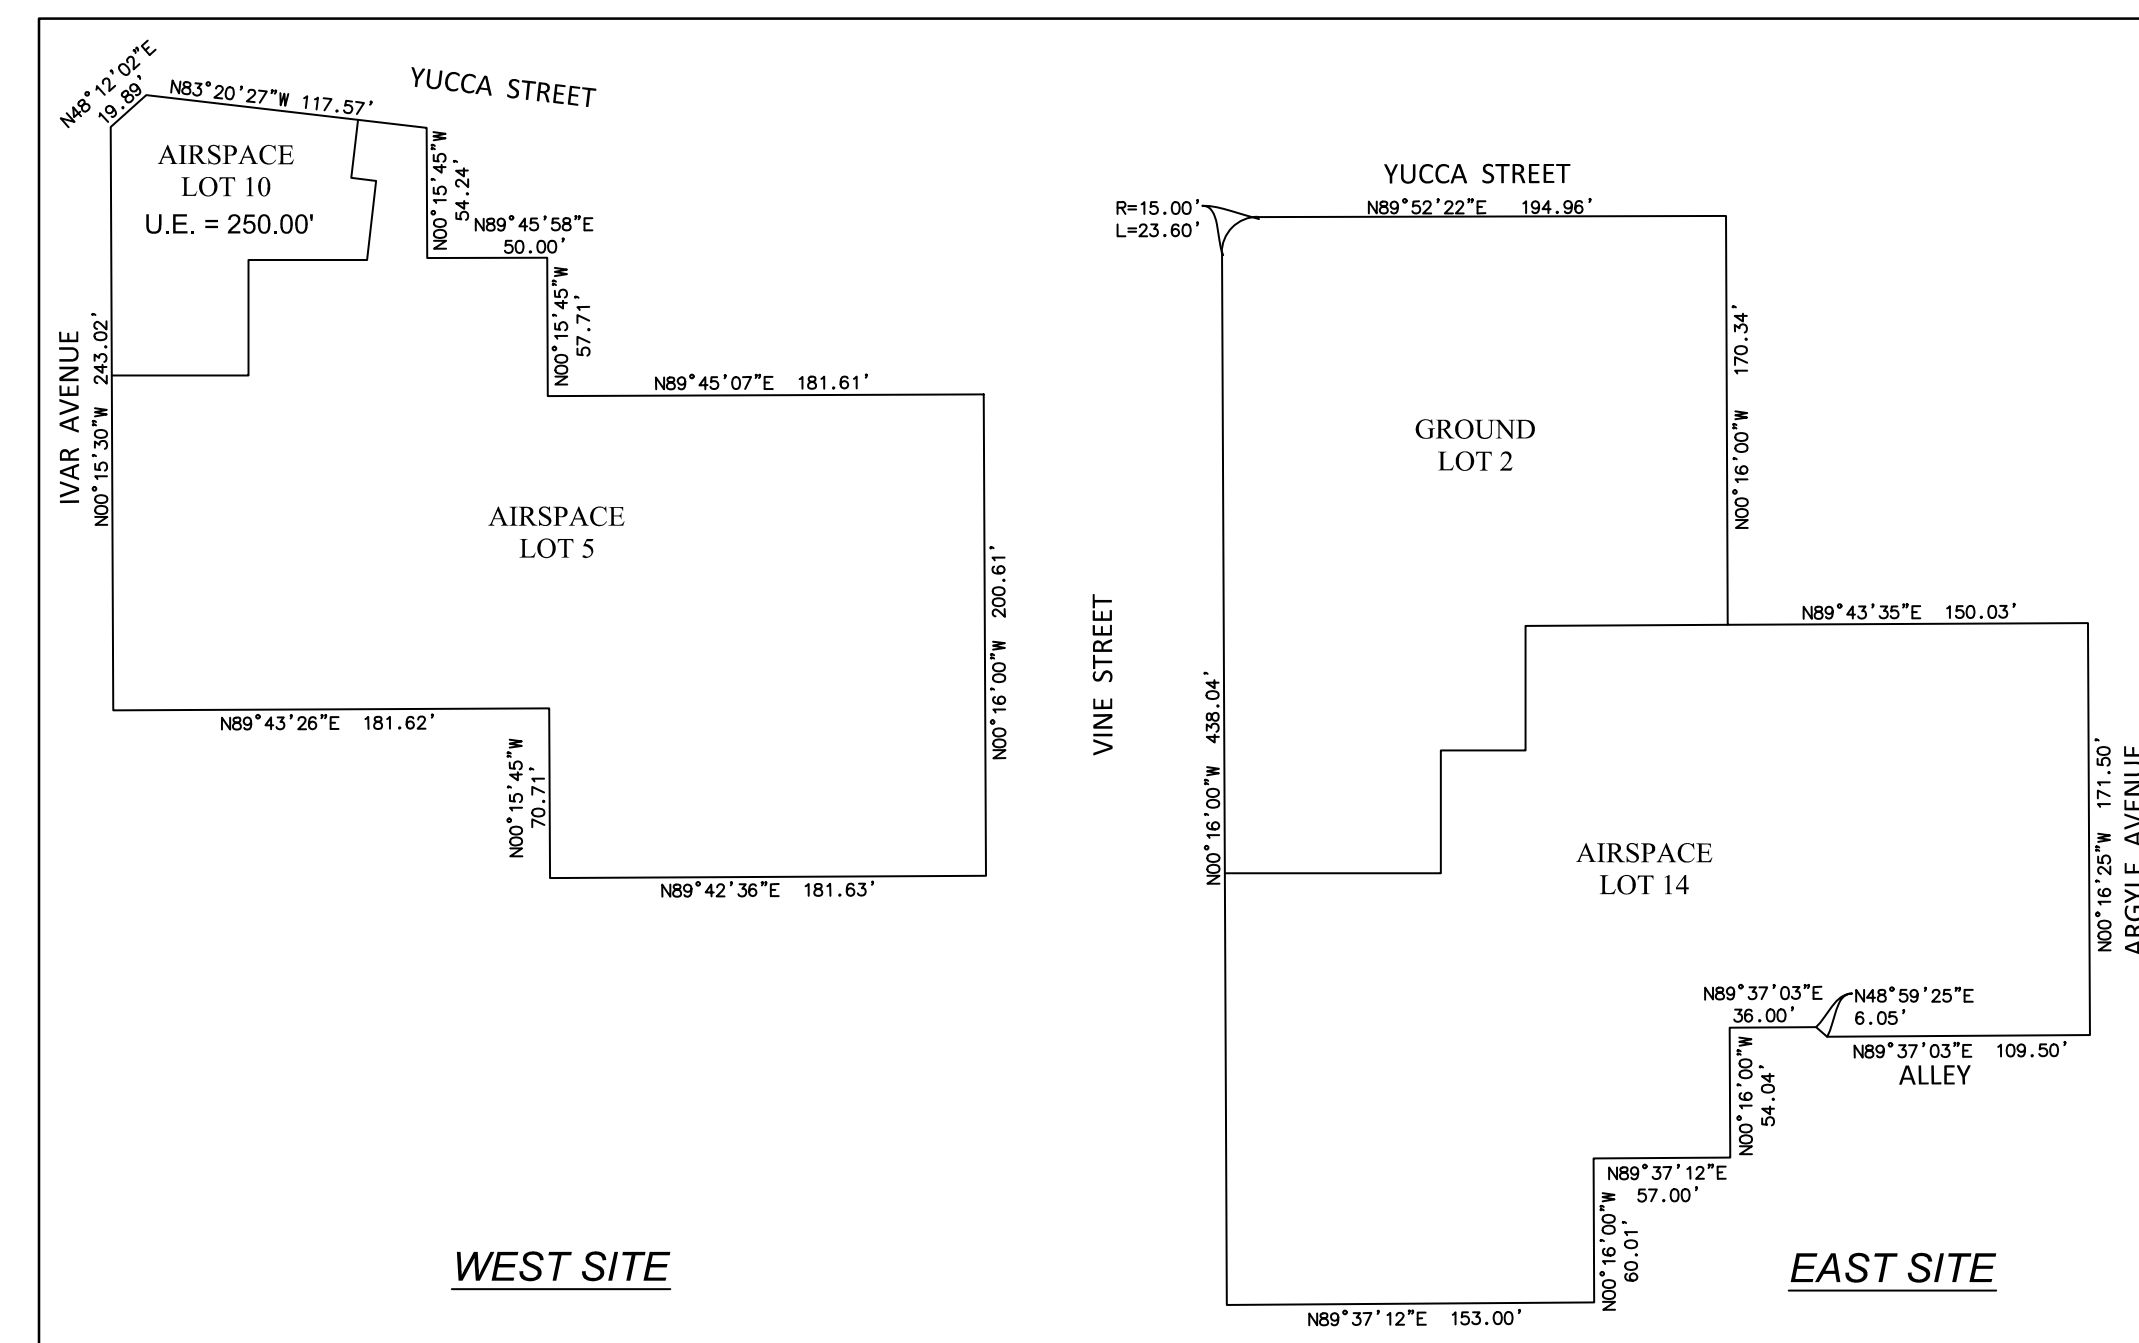 N48°12'02"E
19.89'
N83°20'27"W 117.57'
YUCCA STREET
AIRSPACE
LOT 10
U.E. = 250.00'
N00°15'45"W
54.24'
N89°45'58"E
50.00'
N00°15'45"W
57.71'
IVAR AVENUE
N00°15'30"W 243.02'
N89°45'07"E 181.61'
AIRSPACE
LOT 5
N00°16'00"W 200.61'
N89°43'26"E 181.62'
N00°15'45"W
70.71'
N89°42'36"E 181.63'
WEST SITE
YUCCA STREET
R=15.00'
L=23.60'
N89°52'22"E 194.96'
N00°16'00"W 170.34'
GROUND
LOT 2
VINE STREET
N00°16'00"W 438.04'
N89°43'35"E 150.03'
AIRSPACE
LOT 14
N00°16'25"W 171.50'
ARGYLE AVENUE
N89°37'03"E
36.00'
N48°59'25"E
6.05'
N89°37'03"E 109.50'
ALLEY
N00°16'00"W
54.04'
N89°37'12"E
57.00'
N00°16'00"W
60.01'
N89°37'12"E 153.00'
EAST SITE